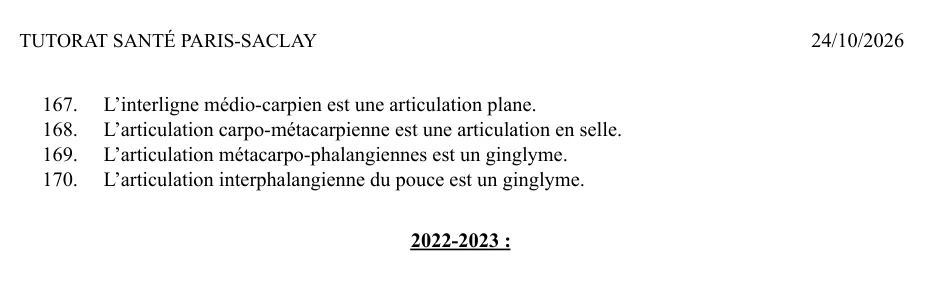 TUTORAT SANTÉ PARIS-SACLAY 24/10/2026
167. L’interligne médio-carpien est une articulation plane.
168. L’articulation carpo-métacarpienne est une articulation en selle.
169. L’articulation métacarpo-phalangiennes est un ginglyme.
170. L’articulation interphalangienne du pouce est un ginglyme.
2022-2023 :